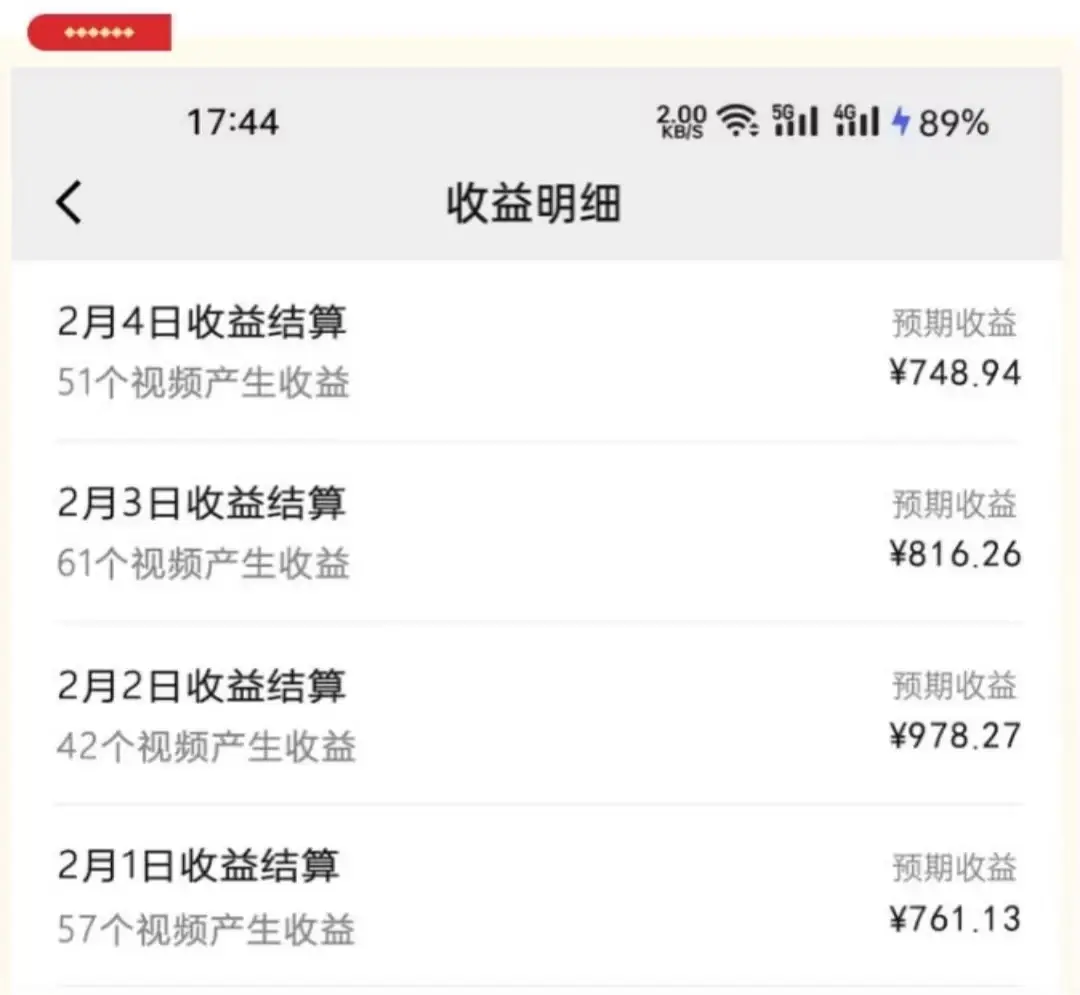 17:44 2.00 KB/S 5G 4G 89%
收益明细
2月4日收益结算 预期收益
51个视频产生收益 ¥748.94
2月3日收益结算 预期收益
61个视频产生收益 ¥816.26
2月2日收益结算 预期收益
42个视频产生收益 ¥978.27
2月1日收益结算 预期收益
57个视频产生收益 ¥761.13